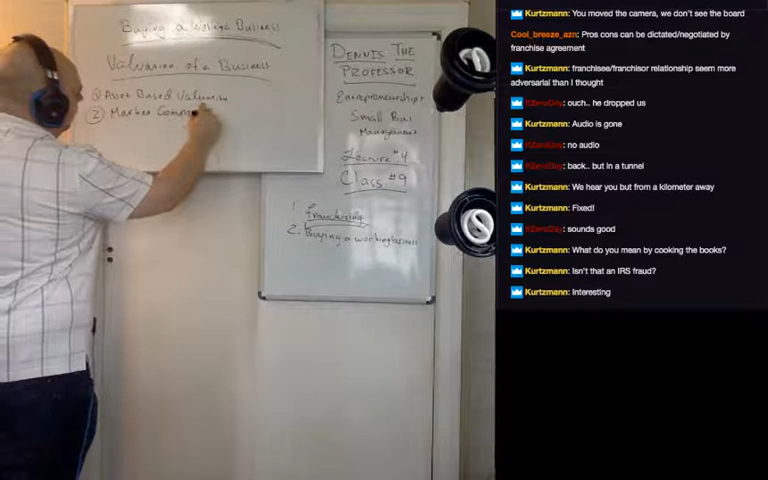 Buying a Working Business
Valuation of a Business
① Asset Based Valuation
② Market Comp
DENNIS THE
PROFESSOR
Entrepreneurship +
Small Bus
Management
Lecture #4
Class #9
1. Franchising
2. Buying a working business
Kurtzmann: You moved the camera, we don't see the board
Cool_breeze_azn: Pros cons can be dictated/negotiated by
franchise agreement
Kurtzmann: franchisee/franchisor relationship seem more
adversarial than I thought
: ouch.. he dropped us
Kurtzmann: Audio is gone
: no audio
: back.. but in a tunnel
Kurtzmann: We hear you but from a kilometer away
Kurtzmann: Fixed!
: sounds good
Kurtzmann: What do you mean by cooking the books?
Kurtzmann: Isn't that an IRS fraud?
Kurtzmann: Interesting